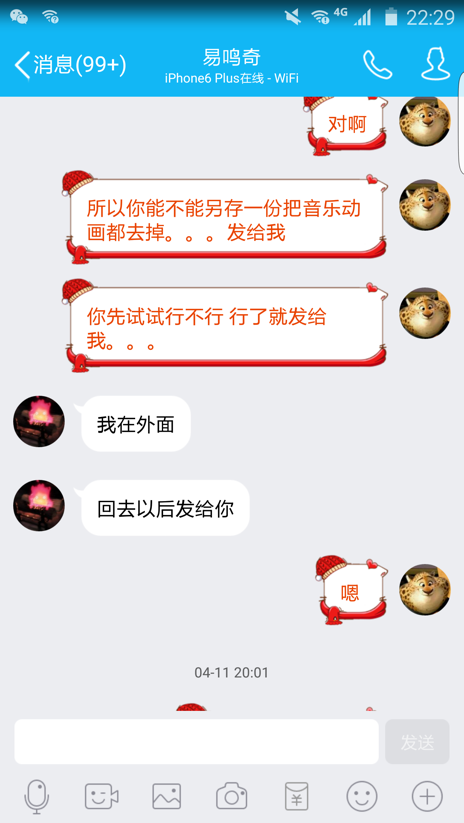 4G 22:29
消息(99+)
易鸣奇
iPhone6 Plus在线 - WiFi
对啊
所以你能不能另存一份把音乐动
画都去掉。。。发给我
你先试试行不行 行了就发给
我。。。
我在外面
回去以后发给你
嗯
04-11 20:01
发送